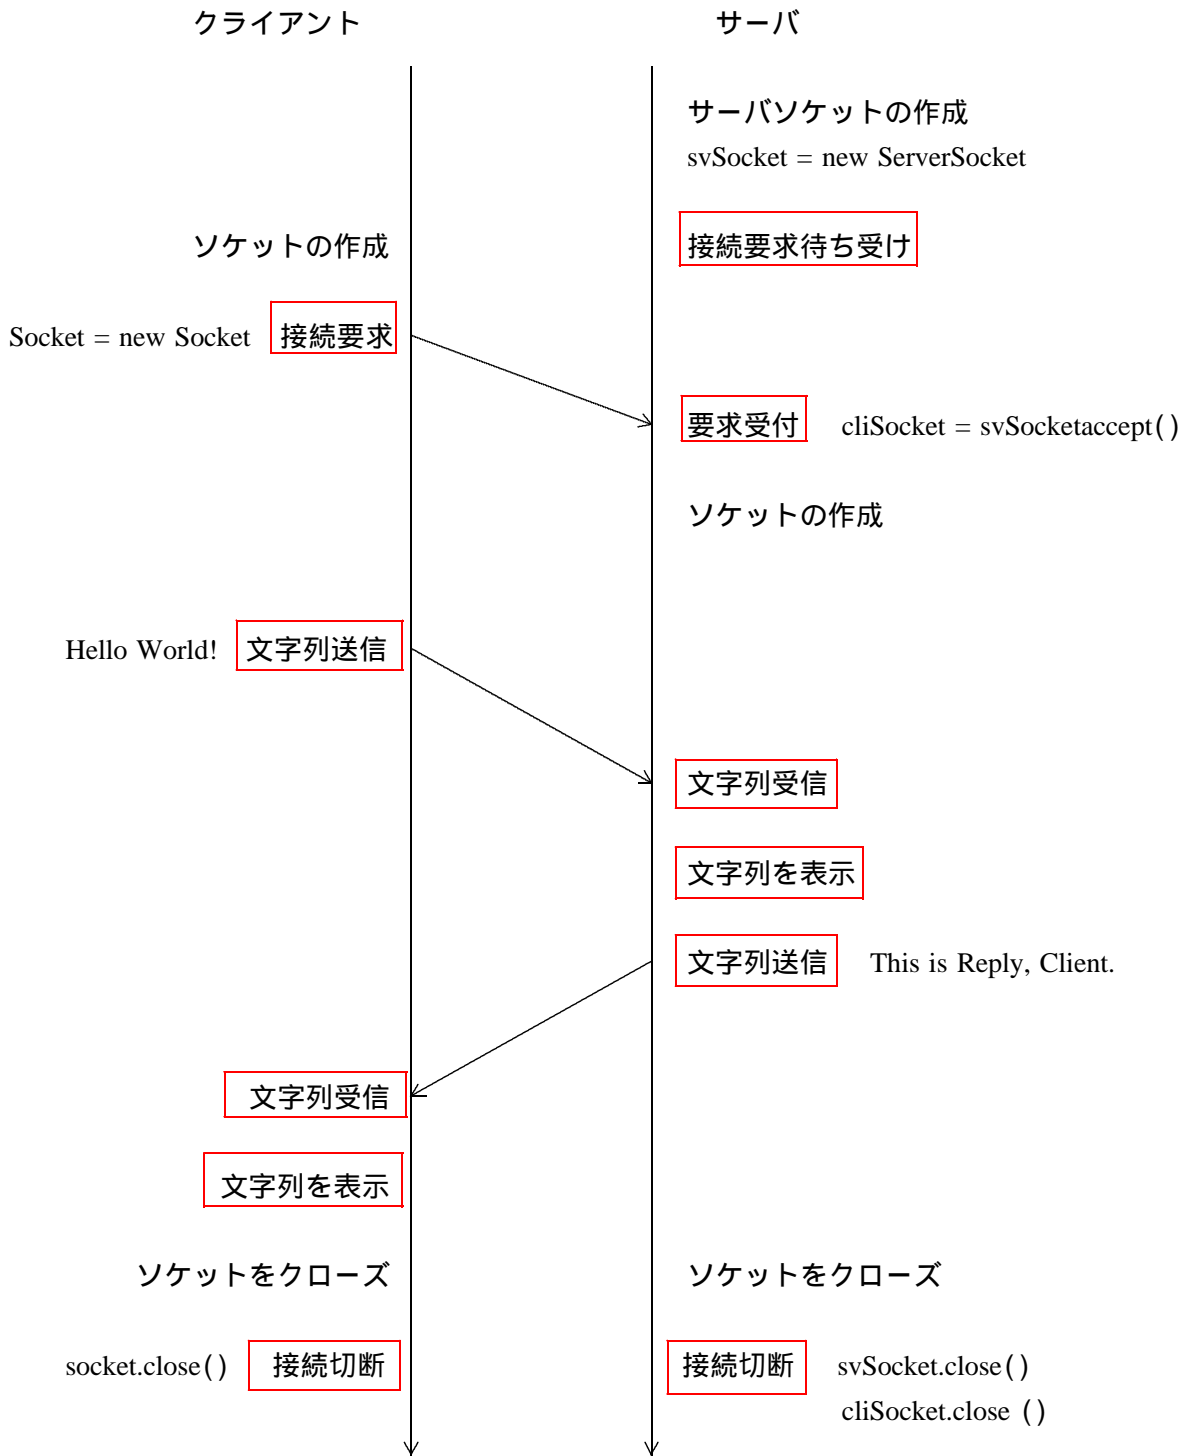 クライアント サーバ
サーバソケットの作成
svSocket = new ServerSocket
ソケットの作成 接続要求待ち受け
Socket = new Socket 接続要求
要求受付 cliSocket = svSocketaccept()
ソケットの作成
Hello World! 文字列送信
文字列受信
文字列を表示
文字列送信 This is Reply, Client.
文字列受信
文字列を表示
ソケットをクローズ ソケットをクローズ
socket.close() 接続切断 接続切断 svSocket.close()
cliSocket.close ()